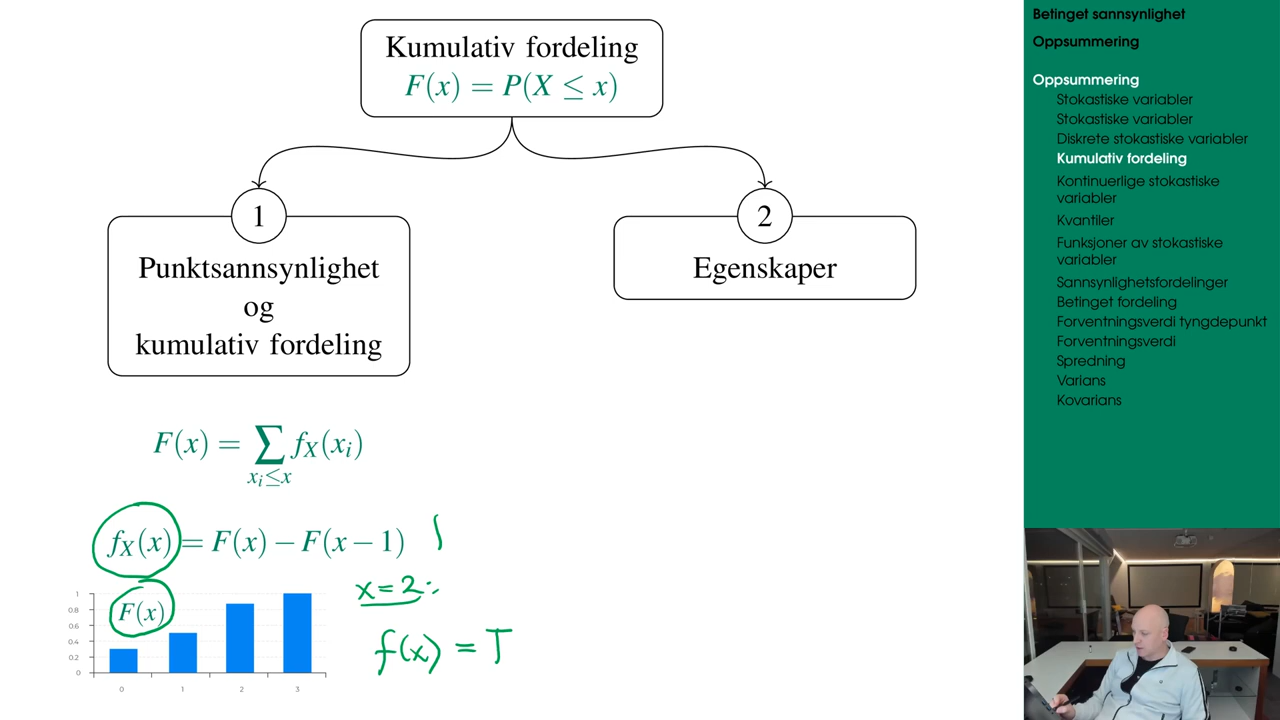 Kumulativ fordeling
F(x) = P(X ≤ x)
1
Punktsannsynlighet
og
kumulativ fordeling
2
Egenskaper
F(x) = ∑ f_X(x_i)
x_i ≤ x
f_X(x) = F(x) − F(x−1)
F(x)
1
0.8
0.6
0.4
0.2
0
0 1 2 3
x = 2:
f(x) = T
Betinget sannsynlighet
Oppsummering
Oppsummering
Stokastiske variabler
Stokastiske variabler
Diskrete stokastiske variabler
Kumulativ fordeling
Kontinuerlige stokastiske
variabler
Kvantiler
Funksjoner av stokastiske
variabler
Sannsynlighetsfordelinger
Betinget fordeling
Forventningsverdi tyngdepunkt
Forventningsverdi
Spredning
Varians
Kovarians